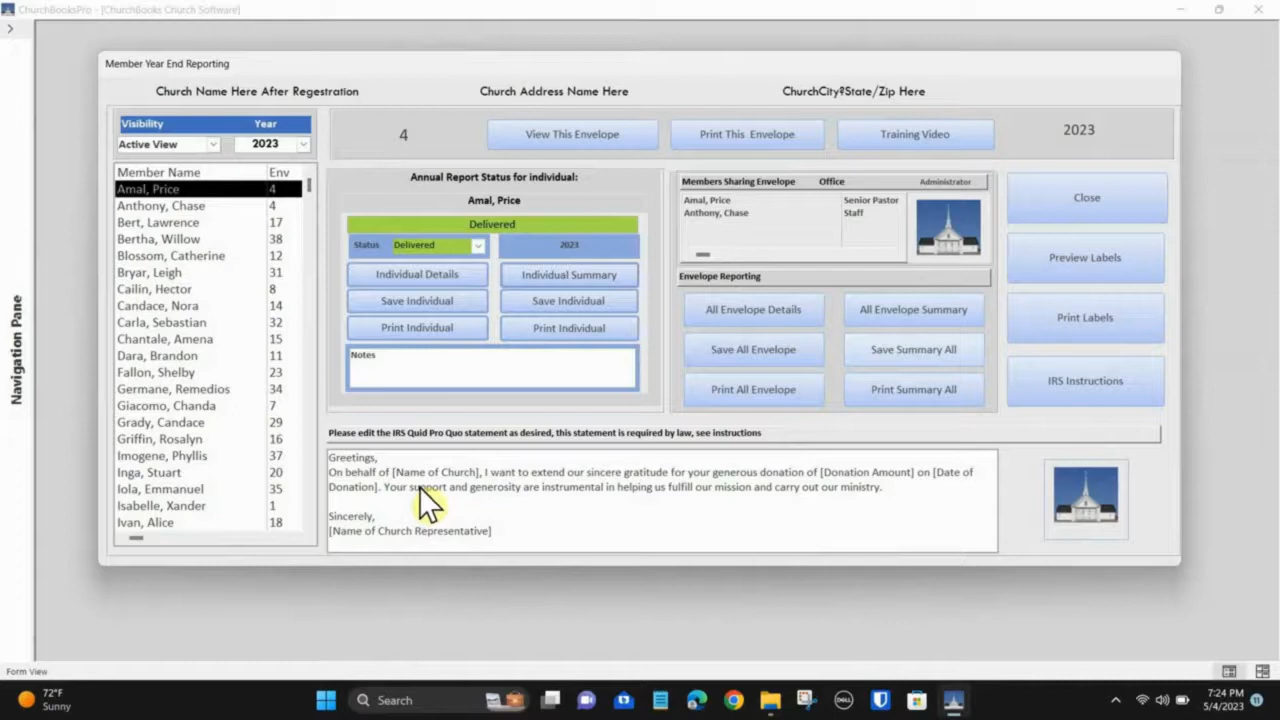 ChurchBooksPro - [ChurchBooks Church Software]
Member Year End Reporting
Church Name Here After Regestration
Church Address Name Here
ChurchCity?State/Zip Here
Visibility Year
Active View 2023
4
View This Envelope
Print This Envelope
Training Video
2023
Member Name Env
Amal, Price 4
Anthony, Chase 4
Bert, Lawrence 17
Bertha, Willow 38
Blossom, Catherine 12
Bryar, Leigh 31
Cailin, Hector 8
Candace, Nora 14
Carla, Sebastian 32
Chantale, Amena 15
Dara, Brandon 11
Fallon, Shelby 23
Germane, Remedios 34
Giacomo, Chanda 7
Grady, Candace 29
Griffin, Rosalyn 16
Imogene, Phyllis 37
Inga, Stuart 20
Iola, Emmanuel 35
Isabelle, Xander 1
Ivan, Alice 18
Navigation Pane
Annual Report Status for individual:
Amal, Price
Delivered
Status Delivered 2023
Individual Details Individual Summary
Save Individual Save Individual
Print Individual Print Individual
Notes
Members Sharing Envelope Office Administrator
Amal, Price Senior Pastor
Anthony, Chase Staff
Envelope Reporting
All Envelope Details All Envelope Summary
Save All Envelope Save Summary All
Print All Envelope Print Summary All
Close
Preview Labels
Print Labels
IRS Instructions
Please edit the IRS Quid Pro Quo statement as desired, this statement is required by law, see instructions
Greetings,
On behalf of [Name of Church], I want to extend our sincere gratitude for your generous donation of [Donation Amount] on [Date of
Donation]. Your support and generosity are instrumental in helping us fulfill our mission and carry out our ministry.
Sincerely,
[Name of Church Representative]
Form View
72°F
Sunny
Search
DELL
7:24 PM
5/4/2023